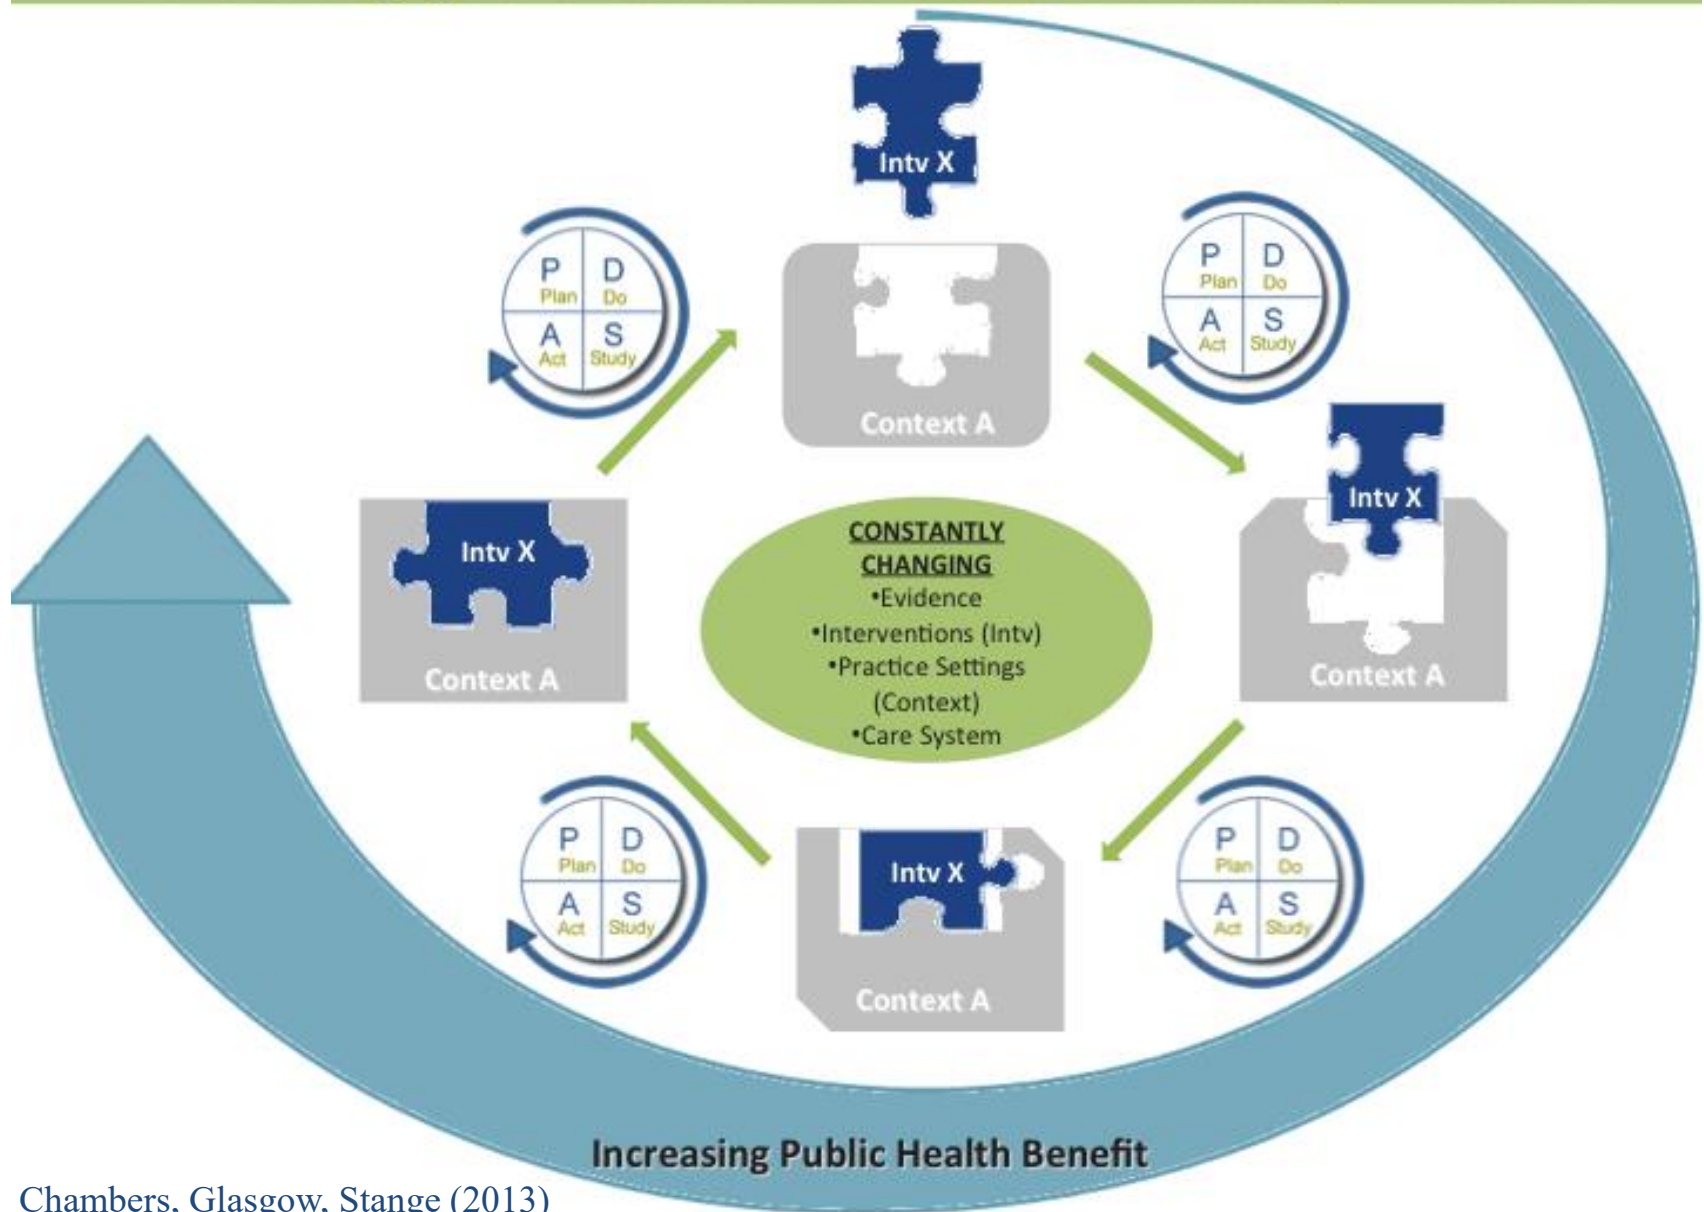 Intv X
P D
Plan Do
A S
Act Study
P D
Plan Do
A S
Act Study
Context A
Intv X
Context A
Intv X
Context A
CONSTANTLY
CHANGING
•Evidence
•Interventions (Intv)
•Practice Settings
(Context)
•Care System
P D
Plan Do
A S
Act Study
Intv X
Context A
P D
Plan Do
A S
Act Study
Increasing Public Health Benefit
Chambers, Glasgow, Stange (2013)